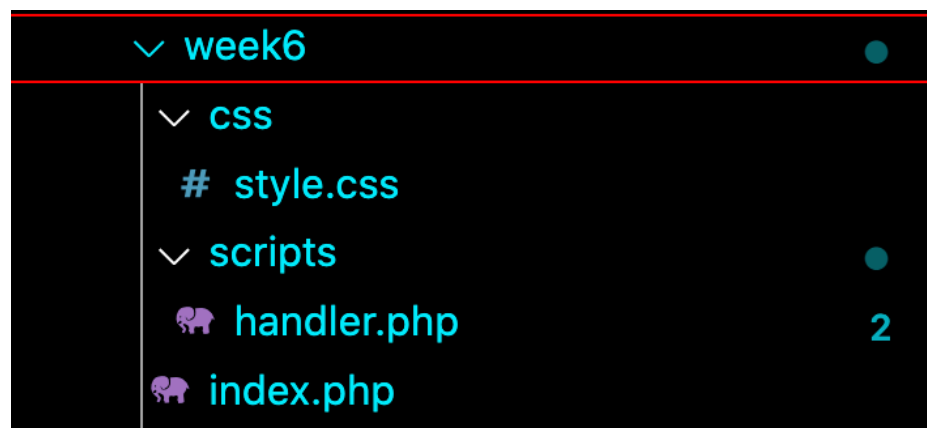 week6
css
# style.css
scripts
handler.php 2
index.php